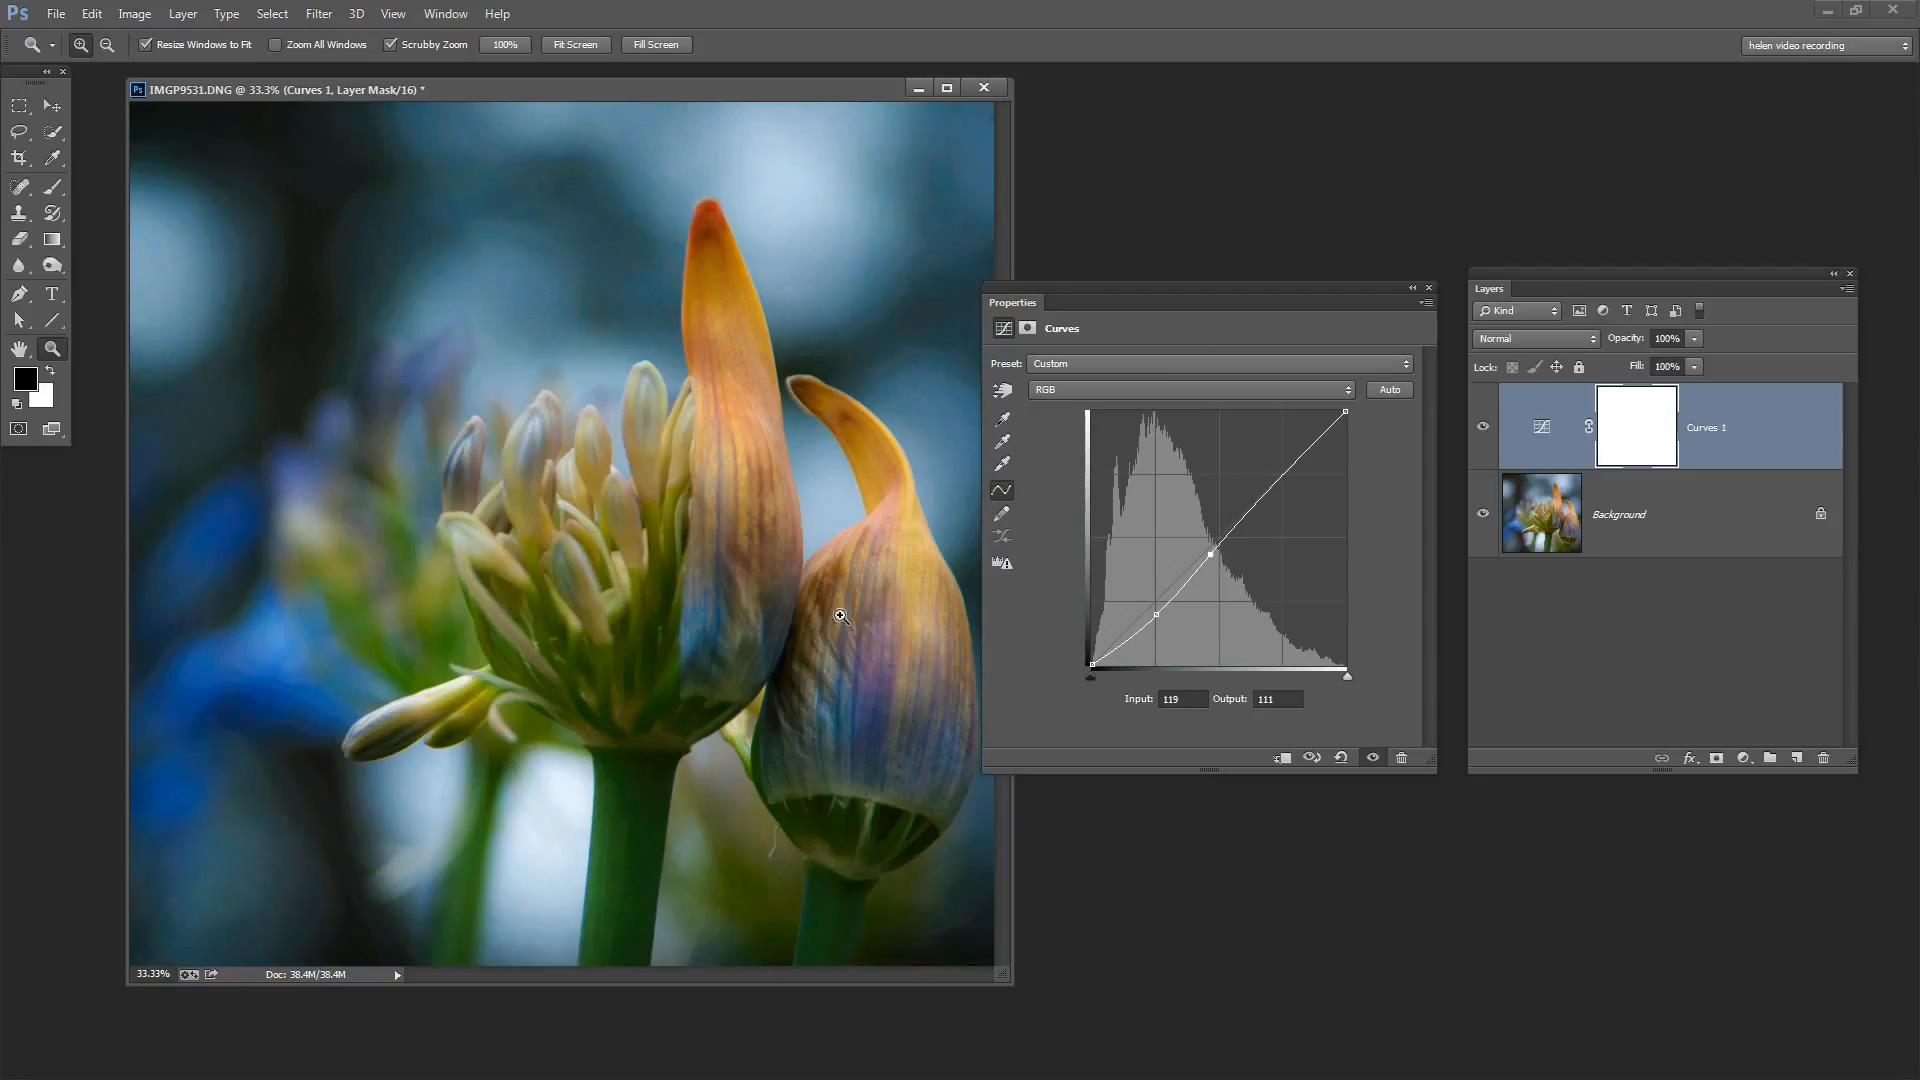 Ps File Edit Image Layer Type Select Filter 3D View Window Help
Resize Windows to Fit Zoom All Windows Scrubby Zoom 100% Fit Screen Fill Screen helen video recording
Ps IMGP9531.DNG @ 33.3% (Curves 1, Layer Mask/16) *
Properties
Curves
Preset: Custom
RGB Auto
Input: 119 Output: 111
Layers
Kind
Normal Opacity: 100%
Lock: Fill: 100%
Curves 1
Background
fx
T
T
33.33% Doc: 38.4M/38.4M